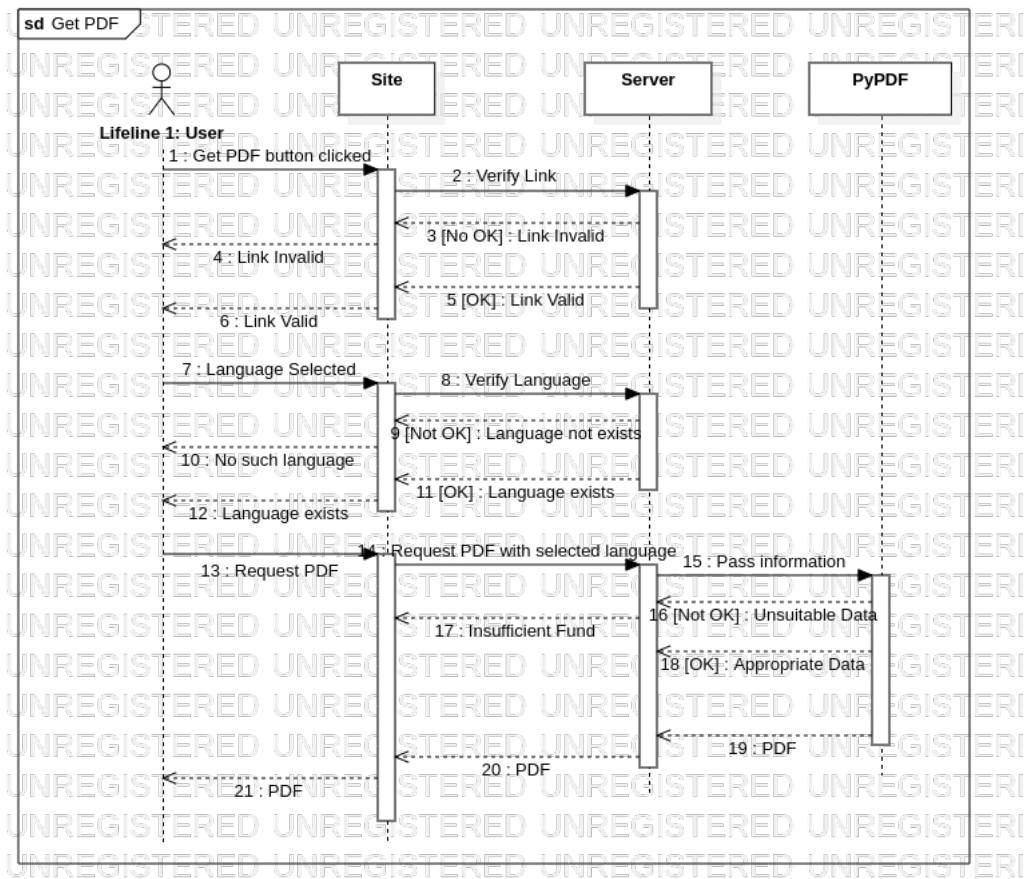 sd Get PDF
Site
Server
PyPDF
Lifeline 1: User
1 : Get PDF button clicked
2 : Verify Link
3 [No OK] : Link Invalid
4 : Link Invalid
5 [OK] : Link Valid
6 : Link Valid
7 : Language Selected
8 : Verify Language
9 [Not OK] : Language not exists
10 : No such language
11 [OK] : Language exists
12 : Language exists
14 : Request PDF with selected language
13 : Request PDF
15 : Pass information
16 [Not OK] : Unsuitable Data
17 : Insufficient Fund
18 [OK] : Appropriate Data
19 : PDF
20 : PDF
21 : PDF
UNREGISTERED